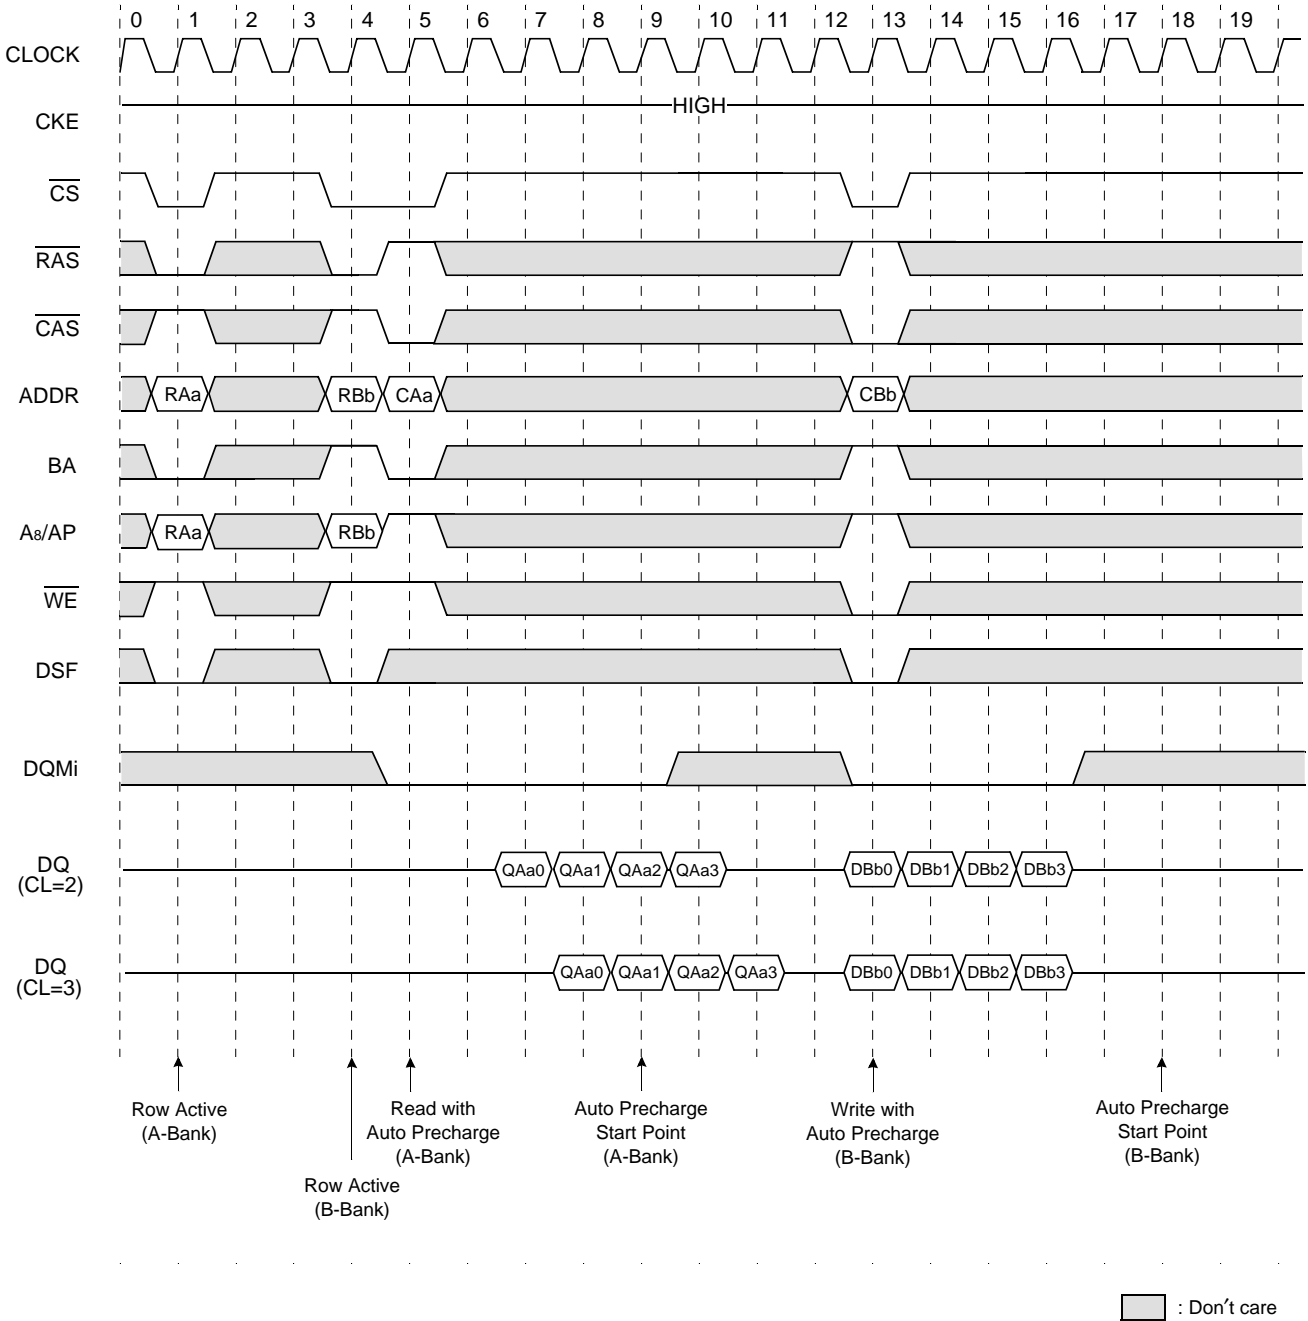 0 1 2 3 4 5 6 7 8 9 10 11 12 13 14 15 16 17 18 19
CLOCK
HIGH
CKE
CS
RAS
CAS
ADDR RAa RBb CAa CBb
BA
A8/AP RAa RBb
WE
DSF
DQMi
DQ
(CL=2)
QAa0 QAa1 QAa2 QAa3 DBb0 DBb1 DBb2 DBb3
DQ
(CL=3)
QAa0 QAa1 QAa2 QAa3 DBb0 DBb1 DBb2 DBb3
Row Active
(A-Bank)
Row Active
(B-Bank)
Read with
Auto Precharge
(A-Bank)
Auto Precharge
Start Point
(A-Bank)
Write with
Auto Precharge
(B-Bank)
Auto Precharge
Start Point
(B-Bank)
: Don′t care